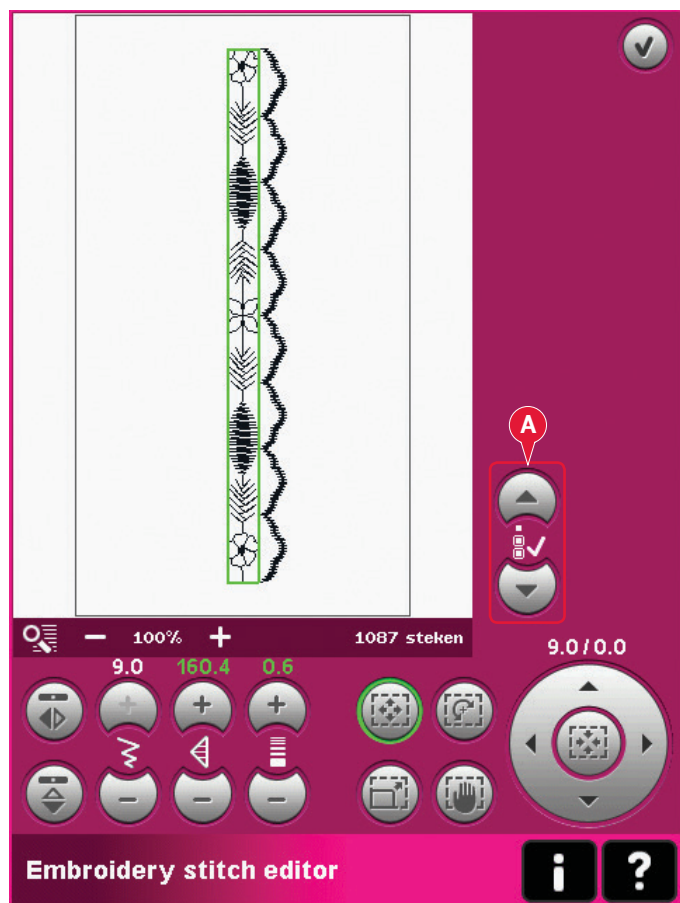 A
100%
1087 steken
9.0/0.0
9.0 160.4 0.6
Embroidery stitch editor
i ?